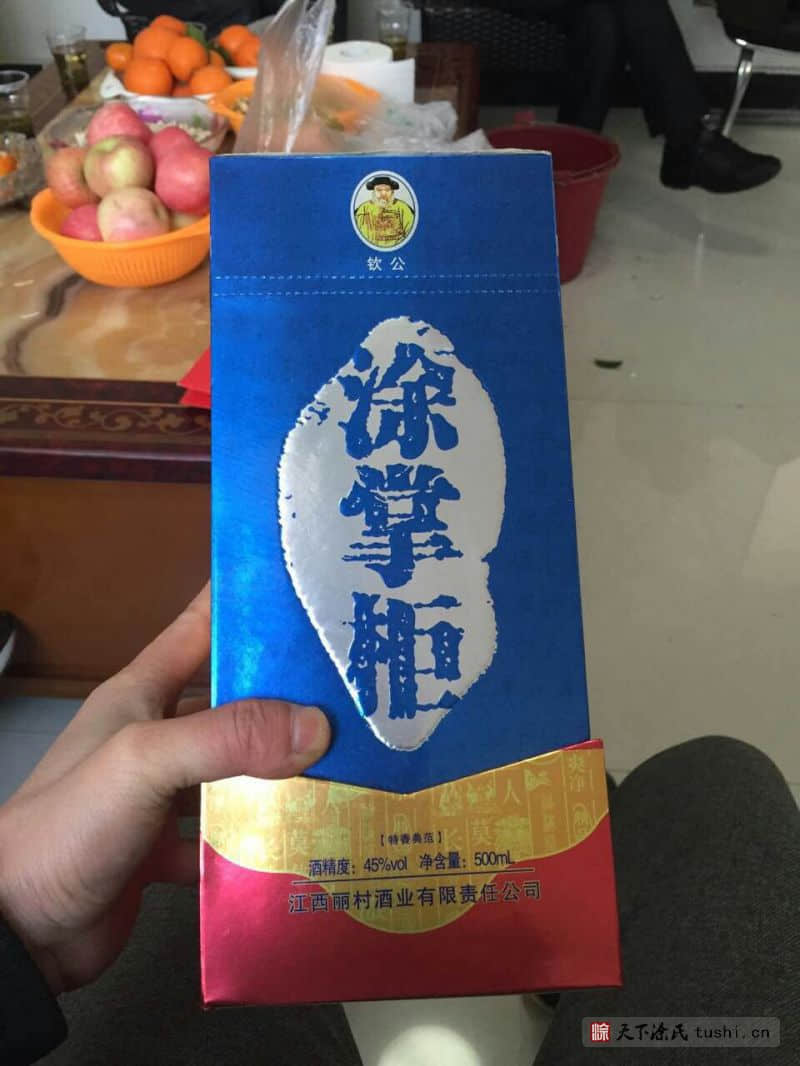 钦公
涂掌柜
【特香典范】
酒精度：45%vol 净含量：500mL
江西丽村酒业有限责任公司
天下涂氏 tushi.cn